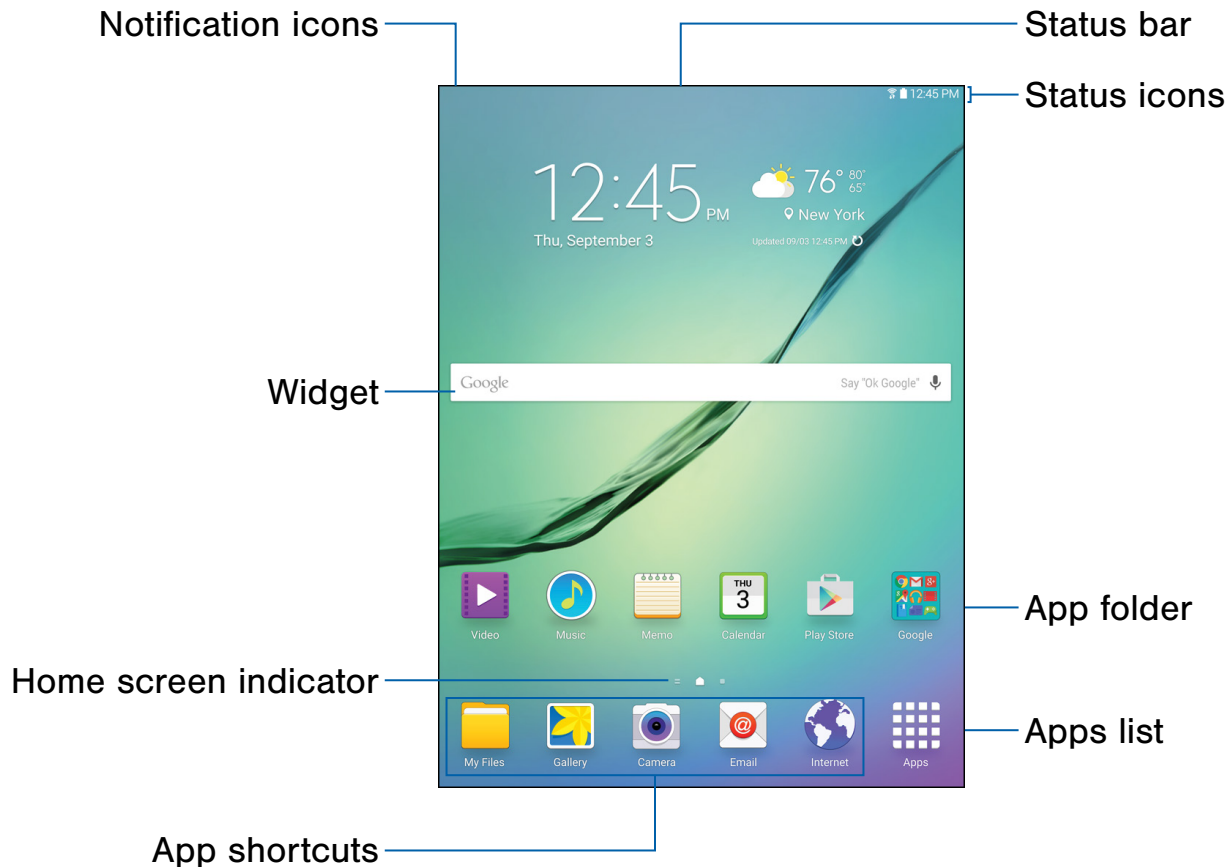 Notification icons
Status bar
12:45 PM
Status icons
12:45 PM
76° 80°
65°
New York
Thu, September 3
Updated 09/03 12:45 PM
Widget
Google
Say "Ok Google"
THU
3
Video
Music
Memo
Calendar
Play Store
Google
App folder
Home screen indicator
@
My Files
Gallery
Camera
Email
Internet
Apps
Apps list
App shortcuts